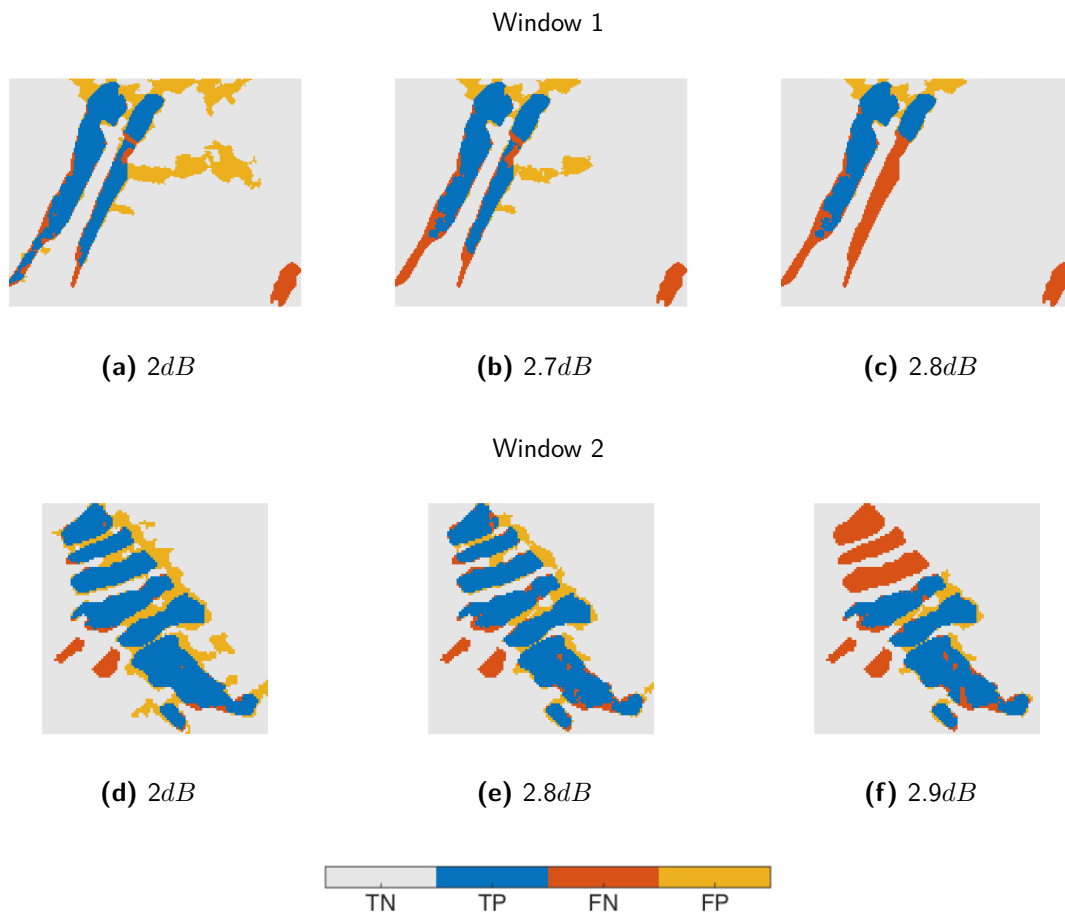 Window 1
(a) 2dB
(b) 2.7dB
(c) 2.8dB
Window 2
(d) 2dB
(e) 2.8dB
(f) 2.9dB
TN TP FN FP